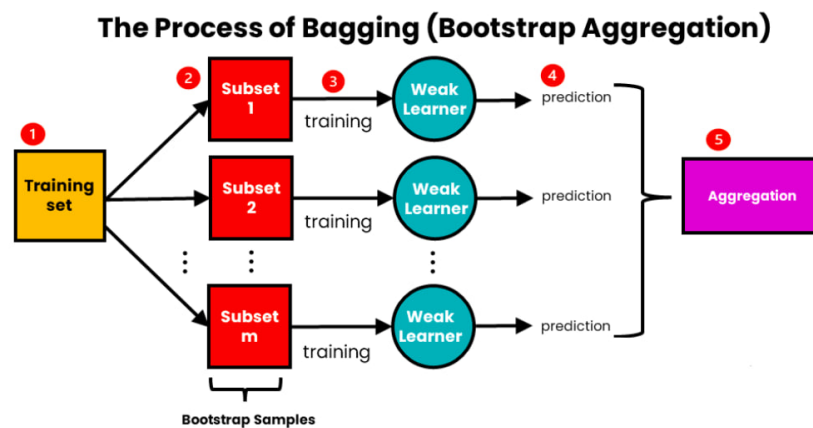 The Process of Bagging (Bootstrap Aggregation)
1
Training
set
2
Subset
1
3
training
Weak
Learner
4
prediction
Subset
2
training
Weak
Learner
prediction
Subset
m
training
Weak
Learner
prediction
5
Aggregation
Bootstrap Samples